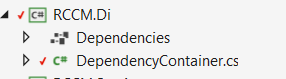 C# RCCM.Di
Dependencies
C# DependencyContainer.cs